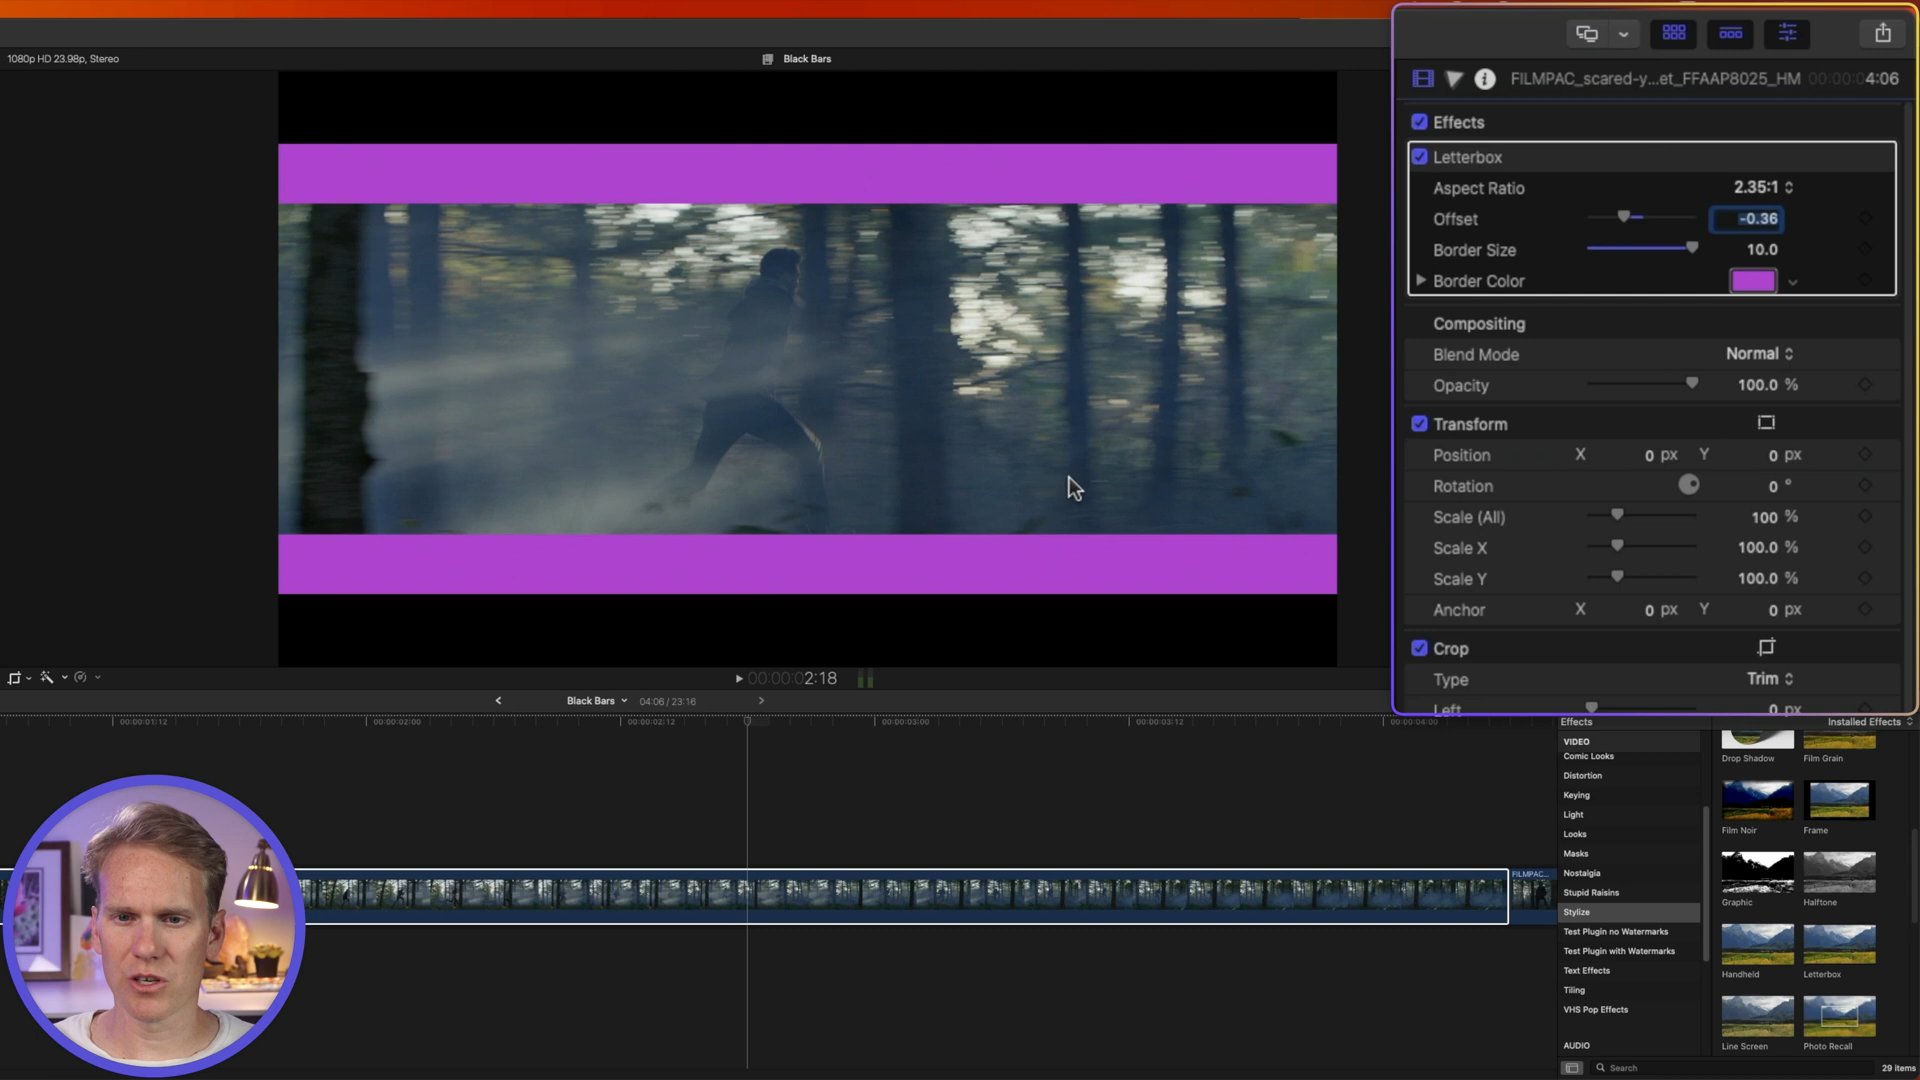 1080p HD 23.98p, Stereo
Black Bars
FILMPAC_scared-y...et_FFAAP8025_HM 00:00:04:06
Effects
Letterbox
Aspect Ratio 2.35:1
Offset -0.36
Border Size 10.0
Border Color
Compositing
Blend Mode Normal
Opacity 100.0 %
Transform
Position X 0 px Y 0 px
Rotation 0 °
Scale (All) 100 %
Scale X 100.0 %
Scale Y 100.0 %
Anchor X 0 px Y 0 px
Crop
Type Trim
Left 0 px
00:00:02:18
Black Bars 04:06 / 23:16
00:00:01:12 00:00:02:00 00:00:02:12 00:00:03:00 00:00:03:12 00:00:04:00
FILMPAC...
Effects Installed Effects
VIDEO
Comic Looks
Distortion
Keying
Light
Looks
Masks
Nostalgia
Stupid Raisins
Stylize
Test Plugin no Watermarks
Test Plugin with Watermarks
Text Effects
Tiling
VHS Pop Effects
AUDIO
Drop Shadow Film Grain
Film Noir Frame
Graphic Halftone
Handheld Letterbox
Line Screen Photo Recall
Search 29 items